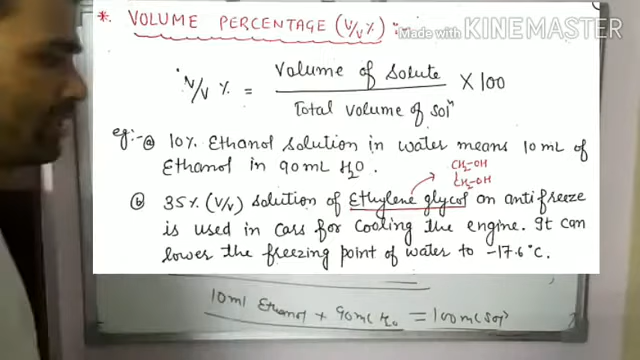 * VOLUME PERCENTAGE (V/V %) :-
Made with KINEMASTER
V/V % = Volume of Solute / Total Volume of Solⁿ X 100
eg:- (a) 10% Ethanol Solution in water means 10 mL of
Ethanol in 90 mL H₂O.
CH₂-OH
CH₂-OH
(b) 35% (V/V) solution of Ethylene glycol on antifreeze
is used in cars for cooling the engine. It can
lower the freezing point of water to -17.6°C.
10ml Ethanol + 90ml H₂O = 100ml Solⁿ